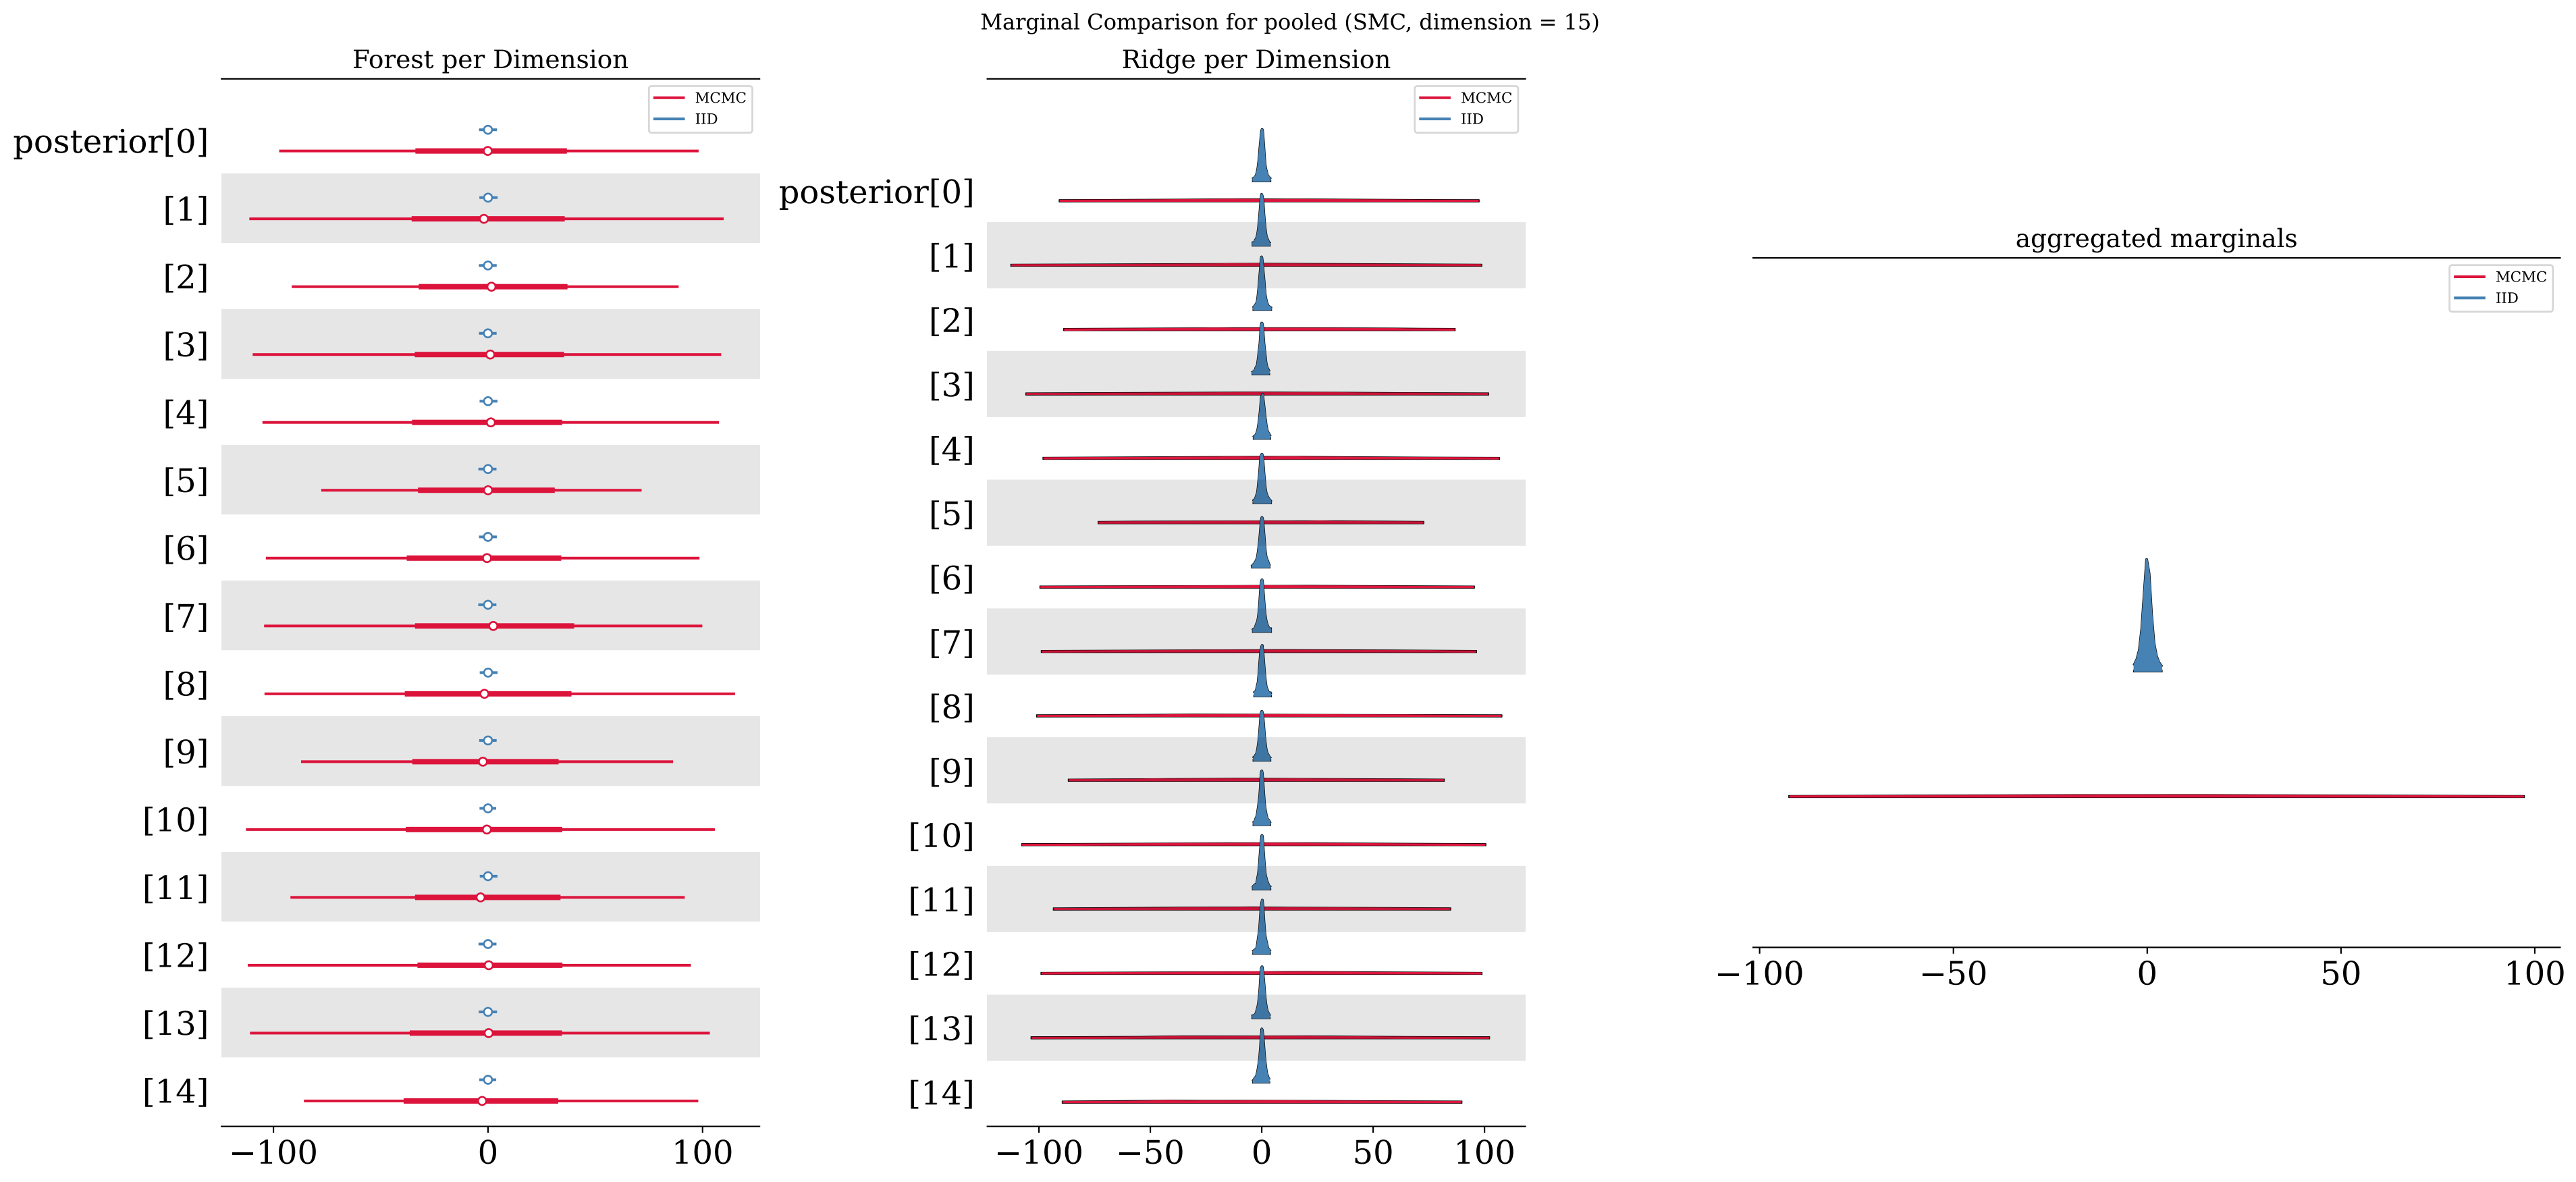 Marginal Comparison for pooled (SMC, dimension = 15)
Forest per Dimension
MCMC
IID
posterior[0]
[1]
[2]
[3]
[4]
[5]
[6]
[7]
[8]
[9]
[10]
[11]
[12]
[13]
[14]
−100 0 100
Ridge per Dimension
MCMC
IID
posterior[0]
[1]
[2]
[3]
[4]
[5]
[6]
[7]
[8]
[9]
[10]
[11]
[12]
[13]
[14]
−100 −50 0 50 100
aggregated marginals
MCMC
IID
−100 −50 0 50 100